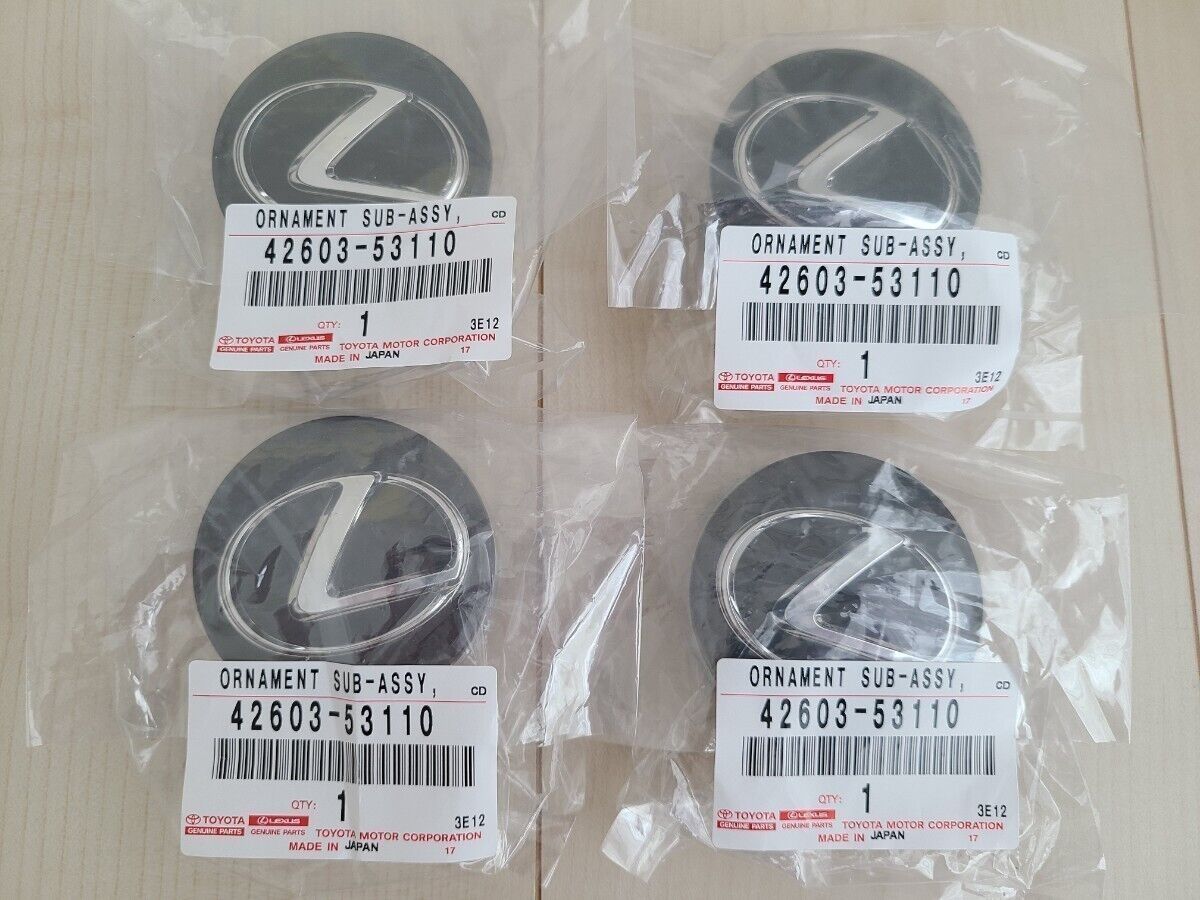 ORNAMENT SUB-ASSY, CD
42603-53110
QTY: 1 3E12
TOYOTA LEXUS
GENUINE PARTS GENUINE PARTS TOYOTA MOTOR CORPORATION
MADE IN JAPAN 17
ORNAMENT SUB-ASSY, CD
42603-53110
QTY: 1 3E12
TOYOTA LEXUS
GENUINE PARTS GENUINE PARTS TOYOTA MOTOR CORPORATION
MADE IN JAPAN 17
ORNAMENT SUB-ASSY, CD
42603-53110
QTY: 1 3E12
TOYOTA LEXUS
GENUINE PARTS GENUINE PARTS TOYOTA MOTOR CORPORATION
MADE IN JAPAN 17
ORNAMENT SUB-ASSY, CD
42603-53110
QTY: 1 3E12
TOYOTA LEXUS
GENUINE PARTS GENUINE PARTS TOYOTA MOTOR CORPORATION
MADE IN JAPAN 17